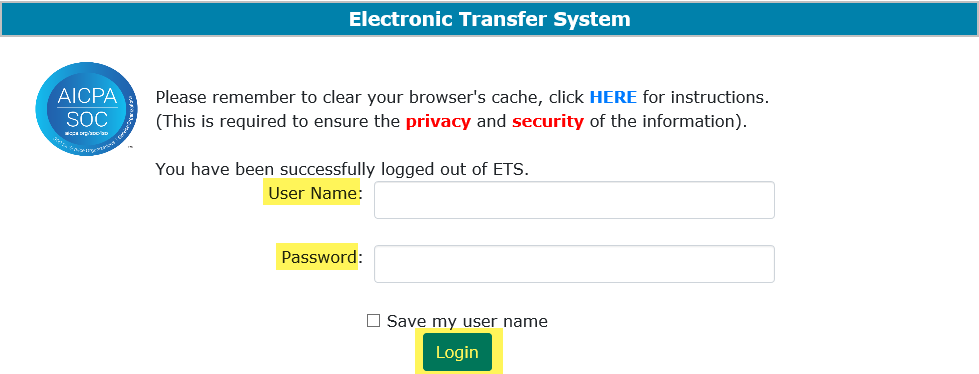 Electronic Transfer System
AICPA
SOC
aicpa.org/soc4so
™
Please remember to clear your browser's cache, click HERE for instructions.
(This is required to ensure the privacy and security of the information).
You have been successfully logged out of ETS.
User Name:
Password:
Save my user name
Login